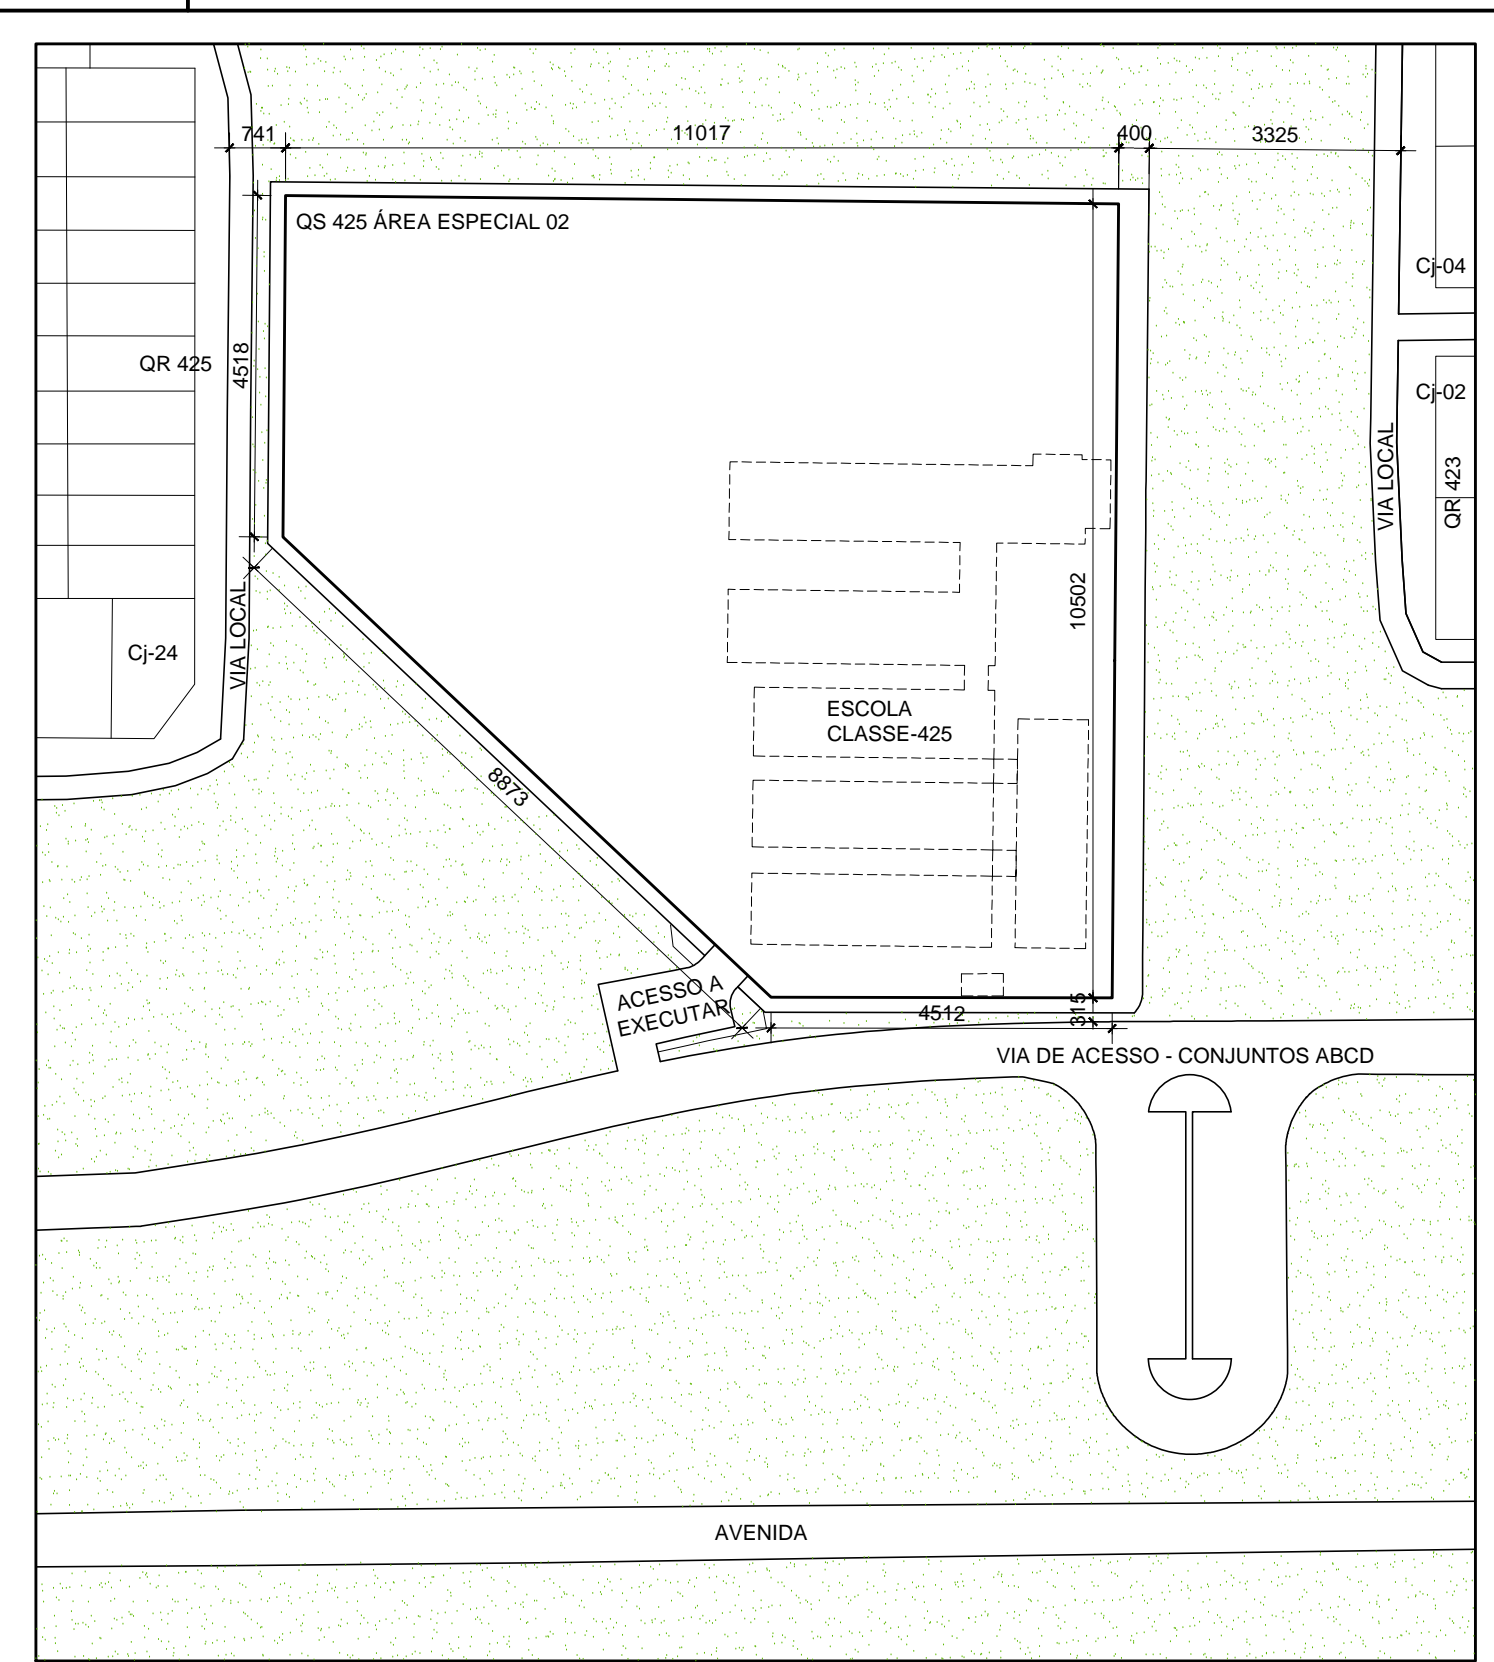 741
11017
400
3325
QS 425 ÁREA ESPECIAL 02
Cj-04
QR 425
4518
Cj-02
VIA LOCAL
QR 423
10502
VIA LOCAL
Cj-24
ESCOLA
CLASSE-425
8873
ACESSO A
EXECUTAR
4512
315
VIA DE ACESSO - CONJUNTOS ABCD
AVENIDA